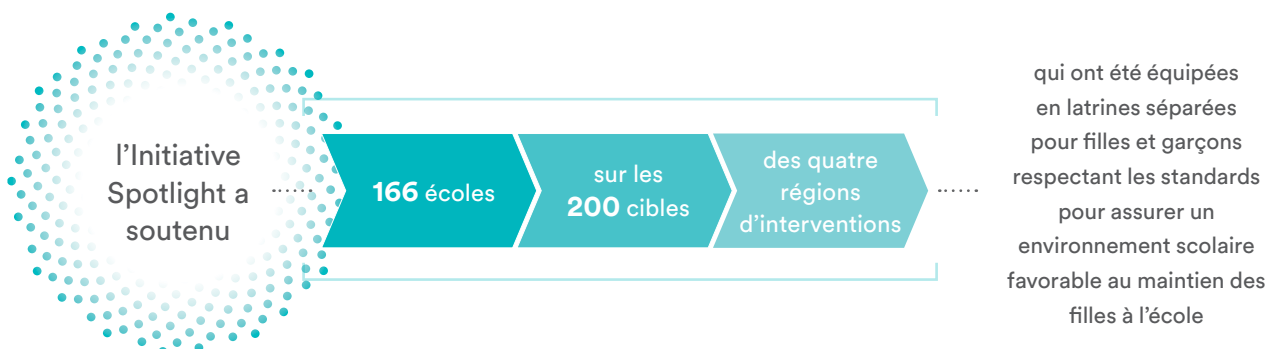 l’Initiative
Spotlight a
soutenu
166 écoles
sur les
200 cibles
des quatre
régions
d’interventions
qui ont été équipées
en latrines séparées
pour filles et garçons
respectant les standards
pour assurer un
environnement scolaire
favorable au maintien des
filles à l’école